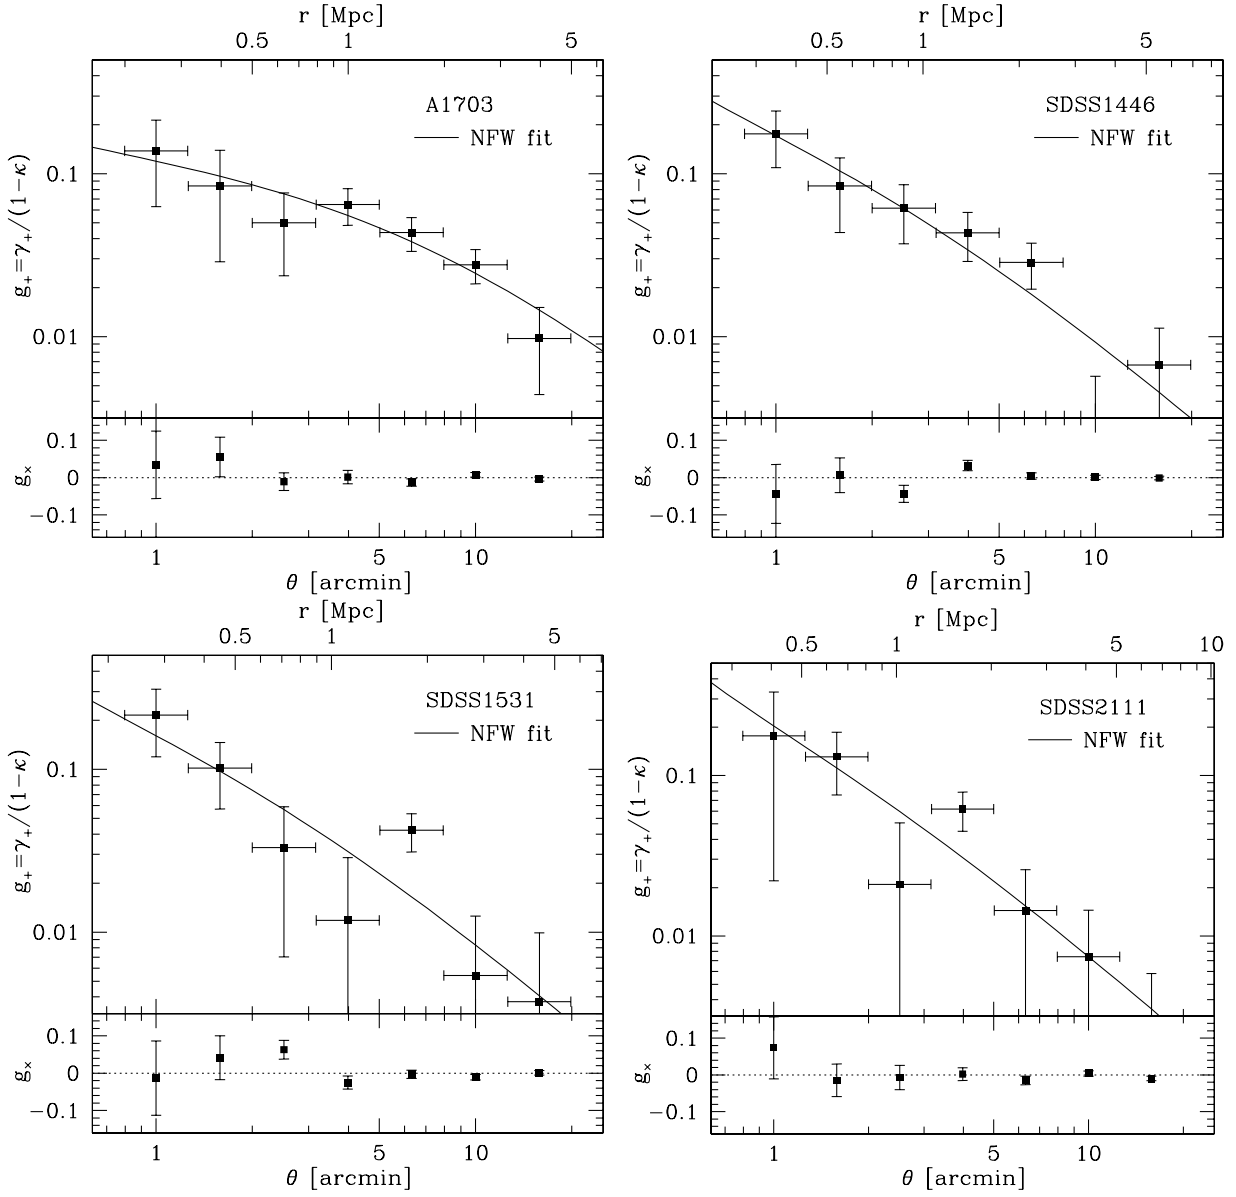 r [Mpc]
0.5 1 5
A1703
NFW fit
g₊=γ₊/(1−κ)
0.1
0.01
gₓ
0.1
0
−0.1
1 5 10
θ [arcmin]
r [Mpc]
0.5 1 5
SDSS1446
NFW fit
g₊=γ₊/(1−κ)
0.1
0.01
gₓ
0.1
0
−0.1
1 5 10
θ [arcmin]
r [Mpc]
0.5 1 5
SDSS1531
NFW fit
g₊=γ₊/(1−κ)
0.1
0.01
gₓ
0.1
0
−0.1
1 5 10
θ [arcmin]
r [Mpc]
0.5 1 5 10
SDSS2111
NFW fit
g₊=γ₊/(1−κ)
0.1
0.01
gₓ
0.1
0
−0.1
1 5 10
θ [arcmin]